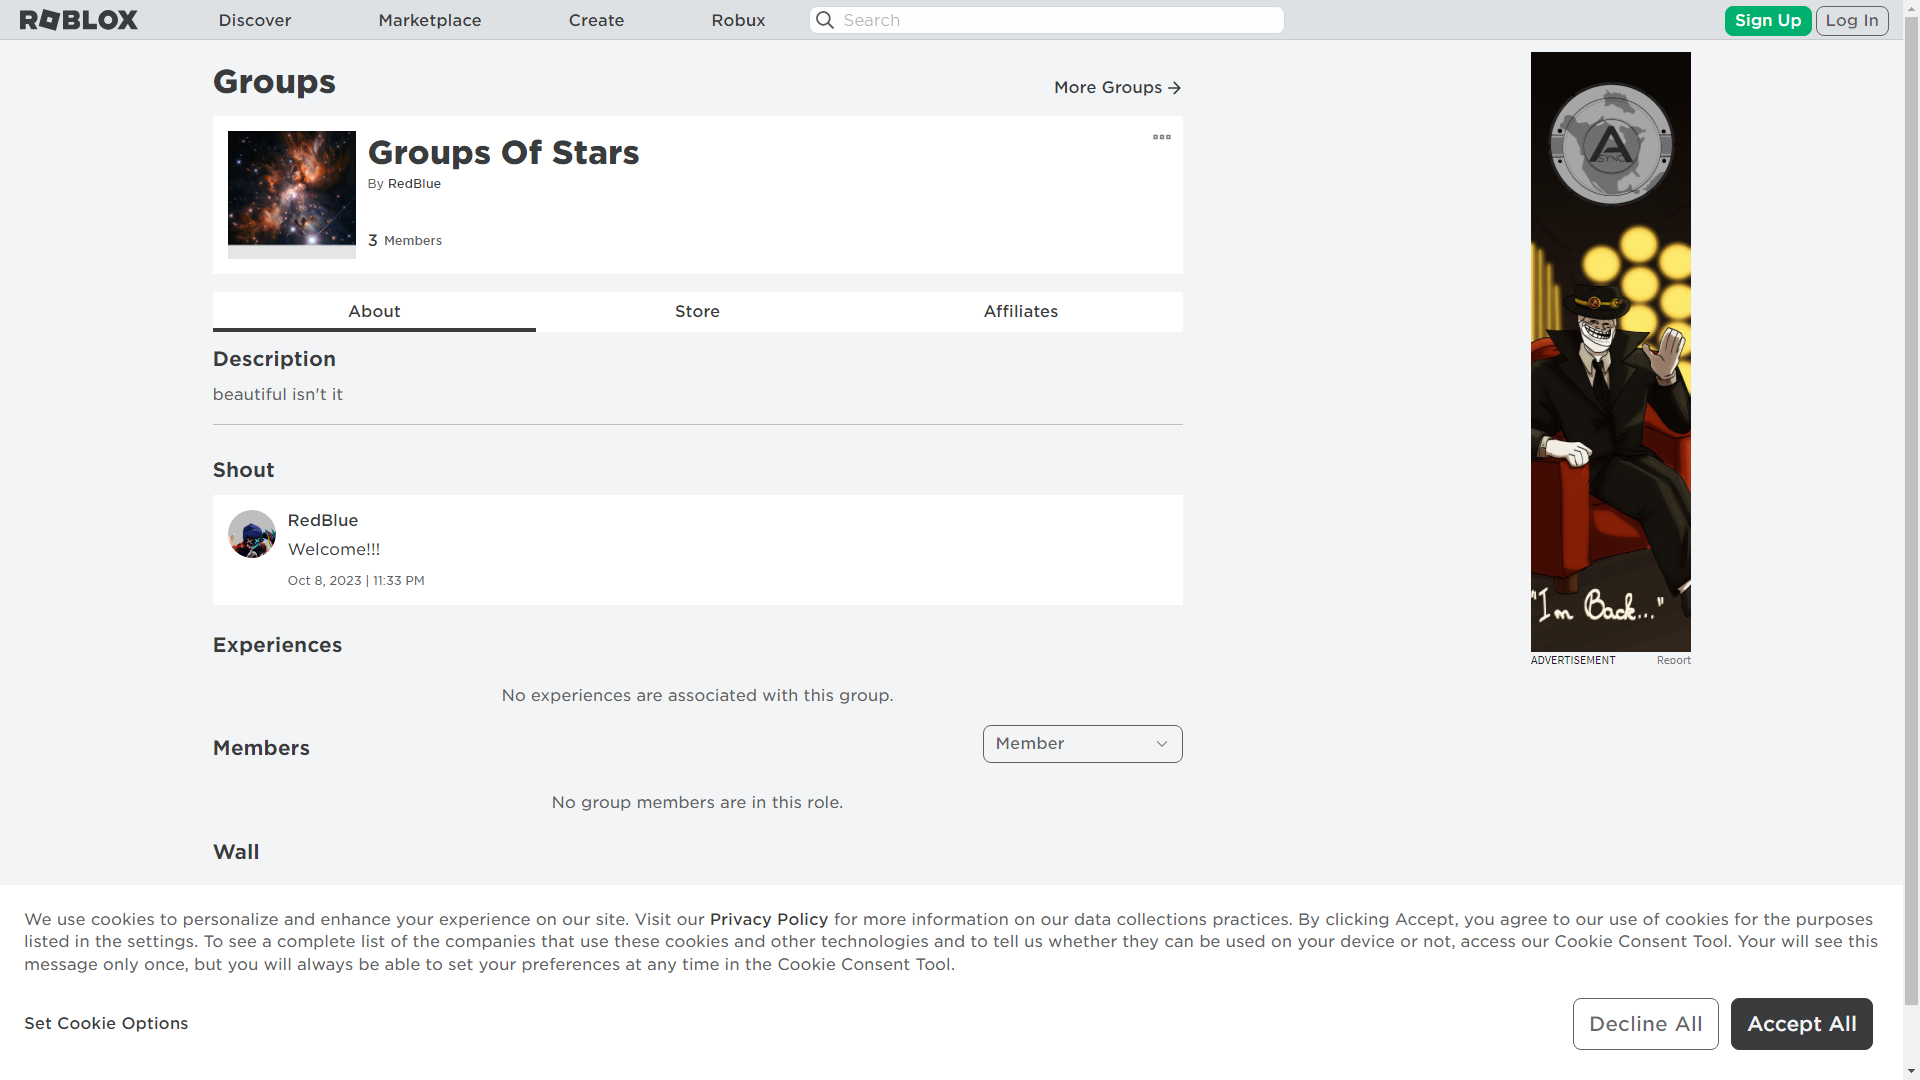 ROBLOX
Discover
Marketplace
Create
Robux
Search
Sign Up
Log In
Groups
More Groups
Groups Of Stars
By RedBlue
3 Members
About
Store
Affiliates
Description
beautiful isn't it
Shout
RedBlue
Welcome!!!
Oct 8, 2023 | 11:33 PM
Experiences
No experiences are associated with this group.
Members
Member
No group members are in this role.
Wall
A
SYNC
"I'm Back..."
ADVERTISEMENT
Report
We use cookies to personalize and enhance your experience on our site. Visit our Privacy Policy for more information on our data collections practices. By clicking Accept, you agree to our use of cookies for the purposes
listed in the settings. To see a complete list of the companies that use these cookies and other technologies and to tell us whether they can be used on your device or not, access our Cookie Consent Tool. Your will see this
message only once, but you will always be able to set your preferences at any time in the Cookie Consent Tool.
Set Cookie Options
Decline All
Accept All